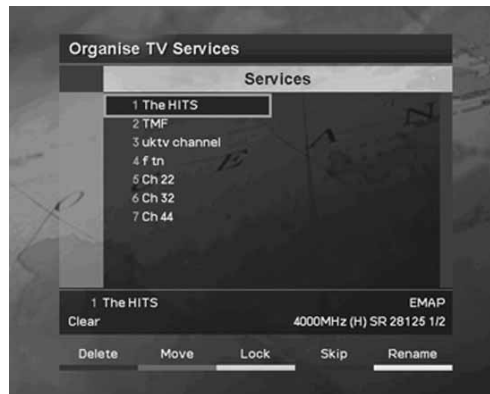 Organise TV Services
Services
1 The HITS
2 TMF
3 uktv channel
4 f tn
5 Ch 22
6 Ch 32
7 Ch 44
1 The HITS EMAP
Clear 4000MHz (H) SR 28125 1/2
Delete Move Lock Skip Rename